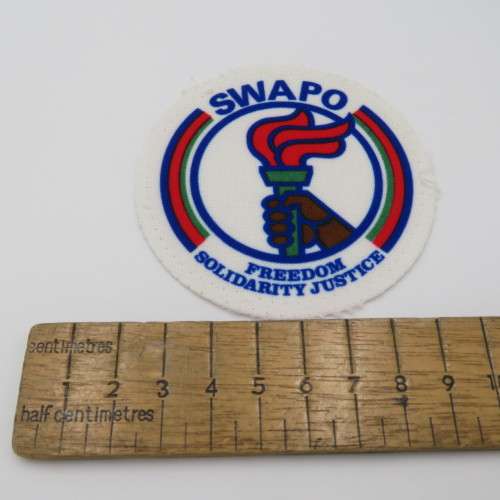 SWAPO
FREEDOM
SOLIDARITY JUSTICE
centimetres
1 2 3 4 5 6 7 8 9
half centimetres